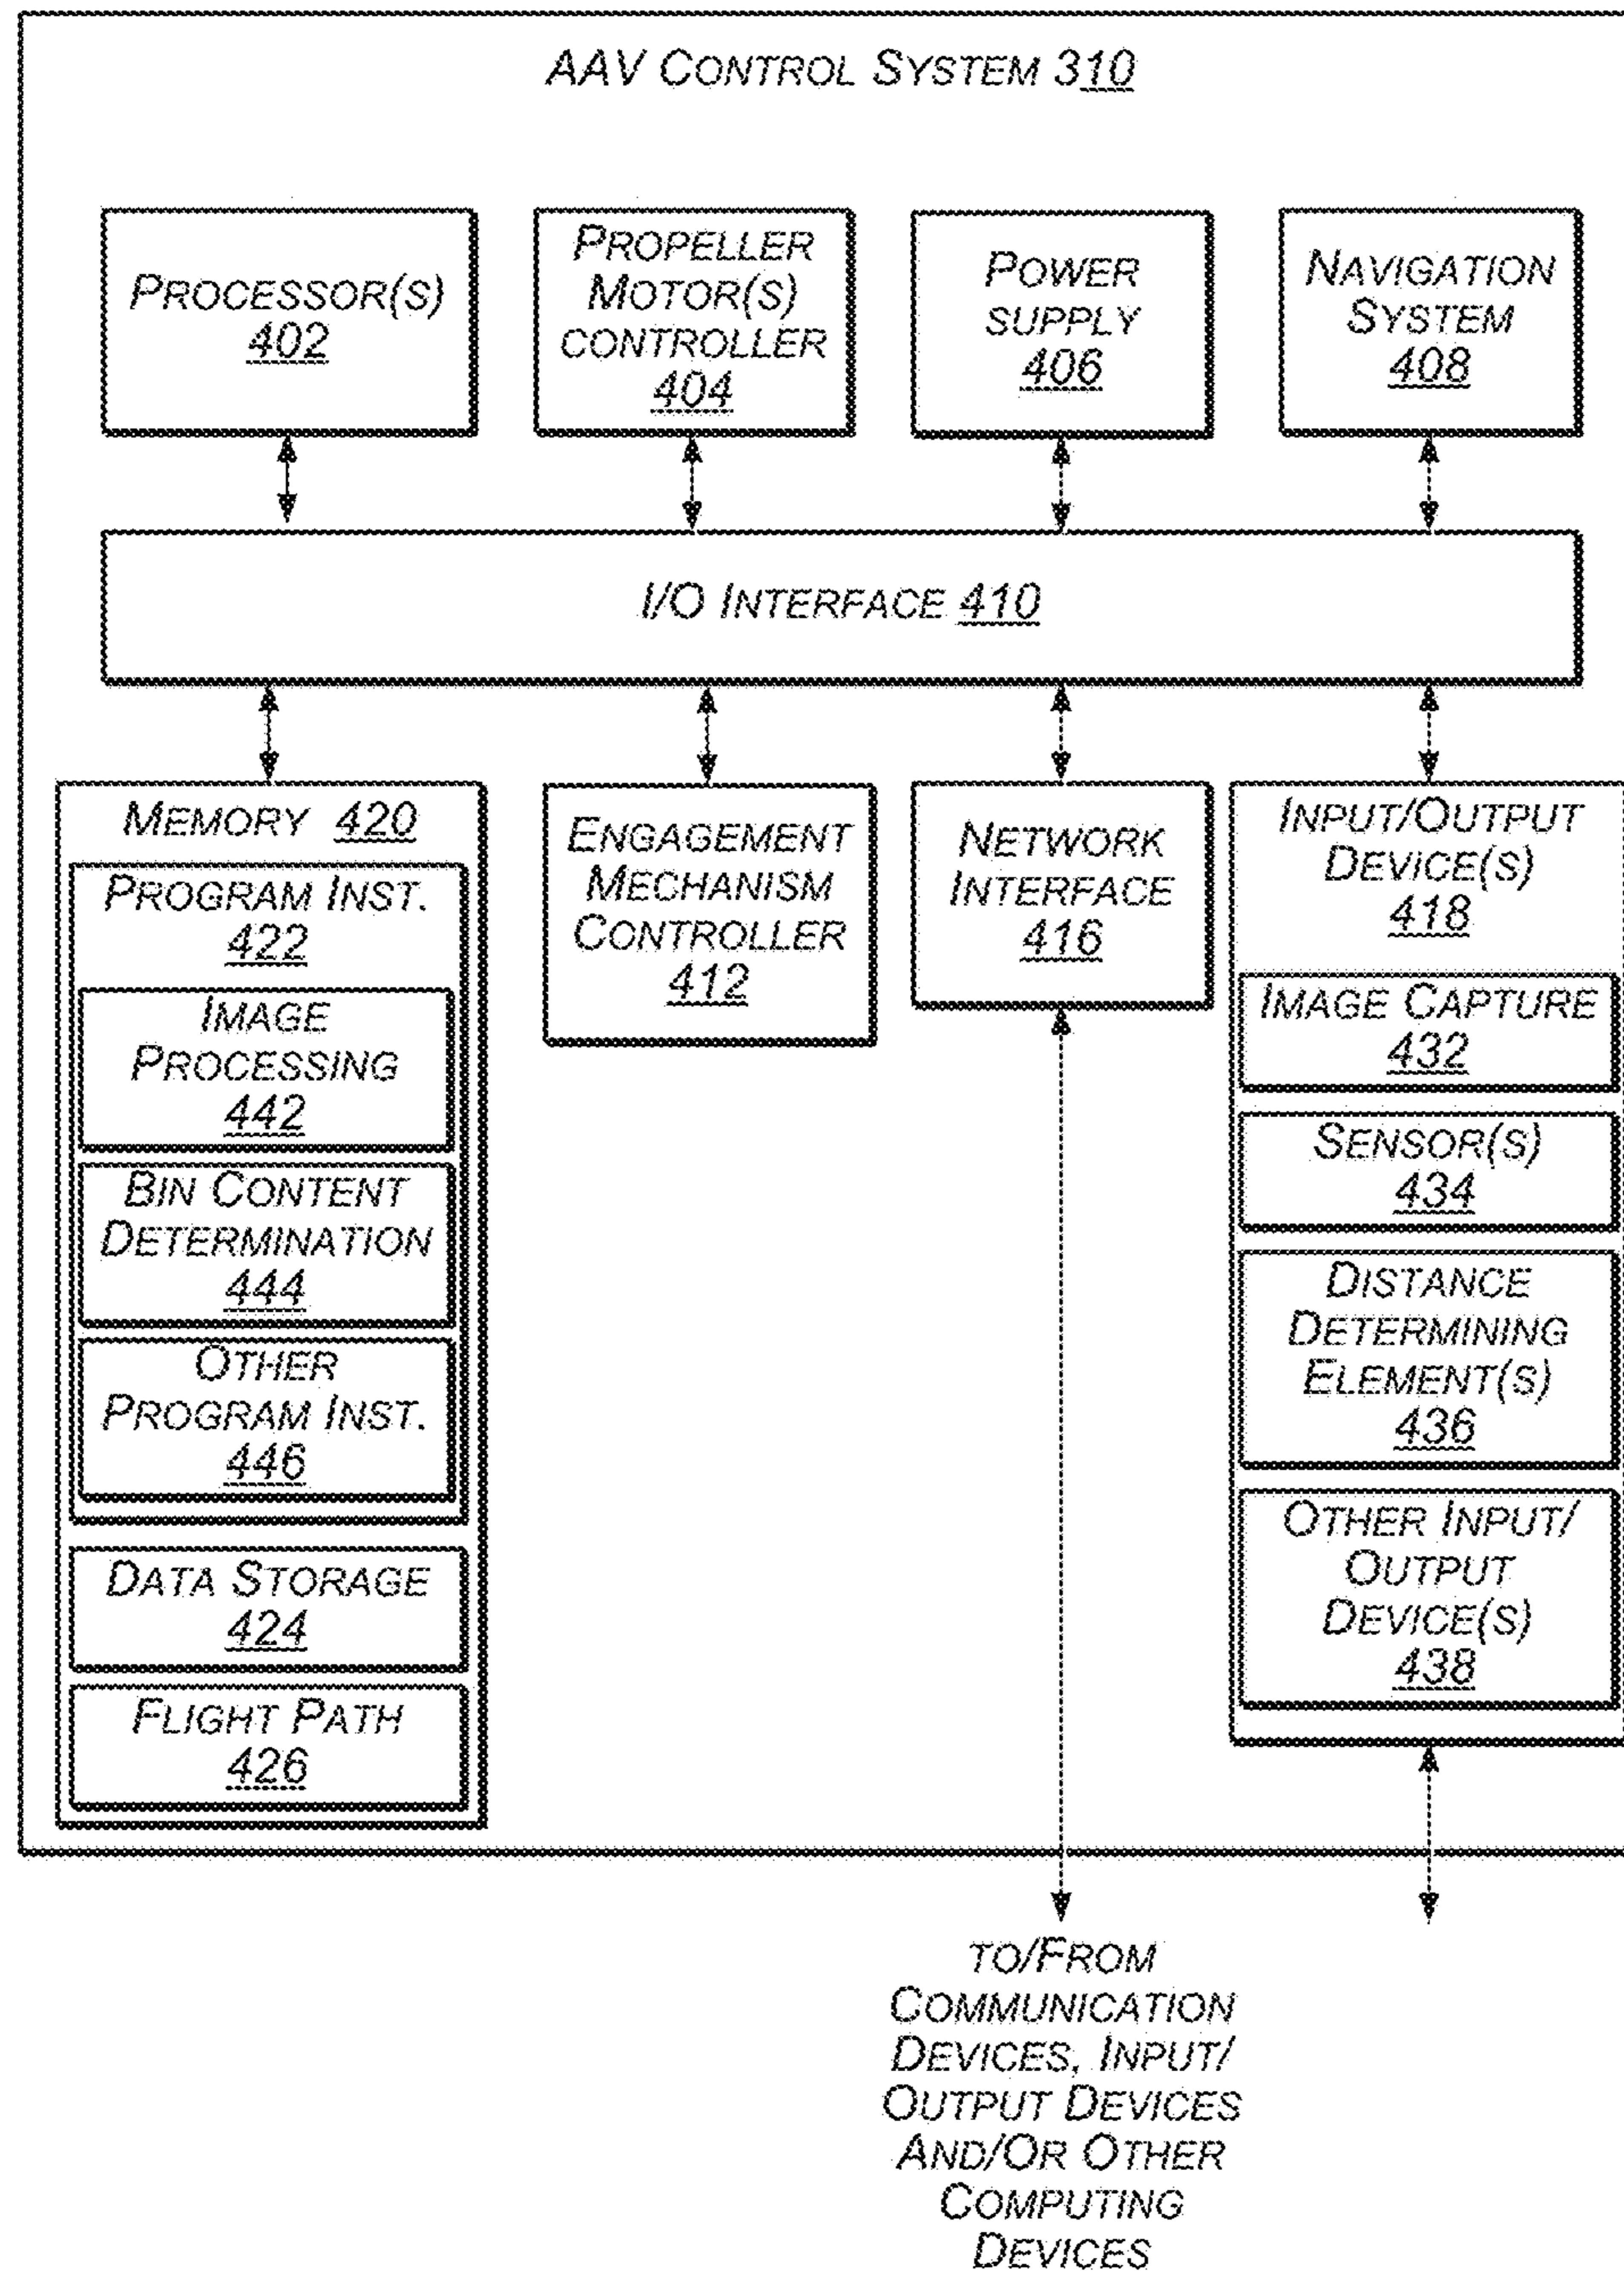 AAV CONTROL SYSTEM 310
PROCESSOR(S)
402
PROPELLER
MOTOR(S)
CONTROLLER
404
POWER
SUPPLY
406
NAVIGATION
SYSTEM
408
I/O INTERFACE 410
MEMORY 420
PROGRAM INST.
422
IMAGE
PROCESSING
442
BIN CONTENT
DETERMINATION
444
OTHER
PROGRAM INST.
446
DATA STORAGE
424
FLIGHT PATH
426
ENGAGEMENT
MECHANISM
CONTROLLER
412
NETWORK
INTERFACE
416
INPUT/OUTPUT
DEVICE(S)
418
IMAGE CAPTURE
432
SENSOR(S)
434
DISTANCE
DETERMINING
ELEMENT(S)
436
OTHER INPUT/
OUTPUT
DEVICE(S)
438
TO/FROM
COMMUNICATION
DEVICES, INPUT/
OUTPUT DEVICES
AND/OR OTHER
COMPUTING
DEVICES